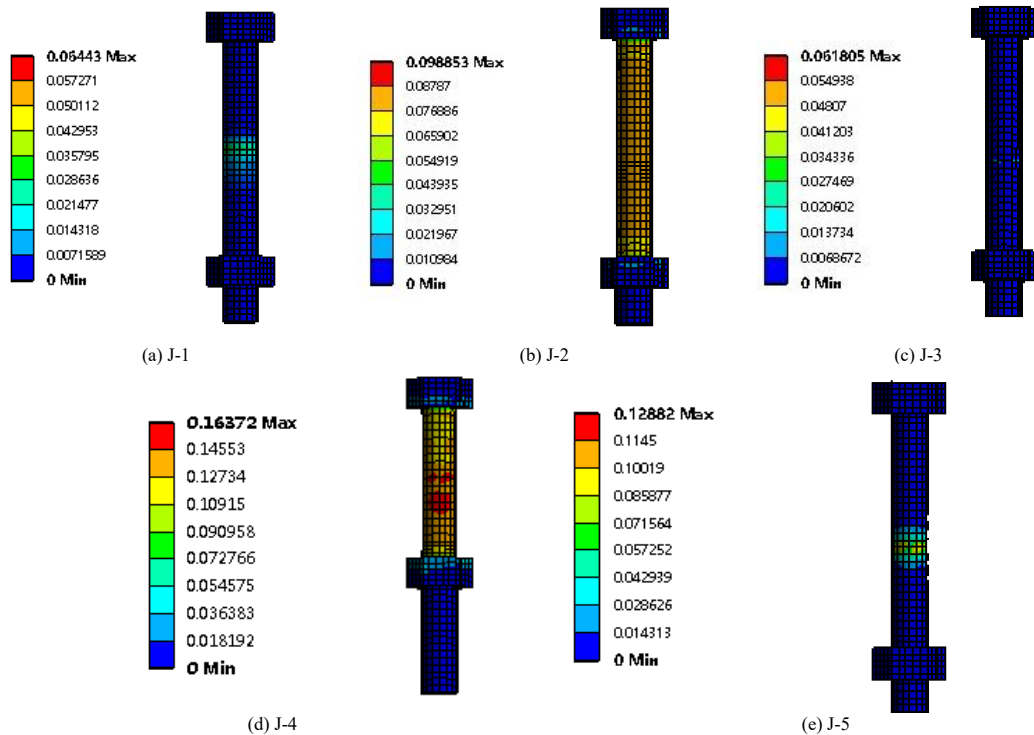 0.06443 Max
0.057271
0.050112
0.042953
0.035795
0.028636
0.021477
0.014318
0.0071589
0 Min
(a) J-1
0.098853 Max
0.08787
0.076886
0.065902
0.054919
0.043935
0.032951
0.021967
0.010984
0 Min
(b) J-2
0.061805 Max
0.054938
0.04807
0.041203
0.034336
0.027469
0.020602
0.013734
0.0068672
0 Min
(c) J-3
0.16372 Max
0.14553
0.12734
0.10915
0.090958
0.072766
0.054575
0.036383
0.018192
0 Min
(d) J-4
0.12882 Max
0.1145
0.10019
0.085877
0.071564
0.057252
0.042939
0.028626
0.014313
0 Min
(e) J-5